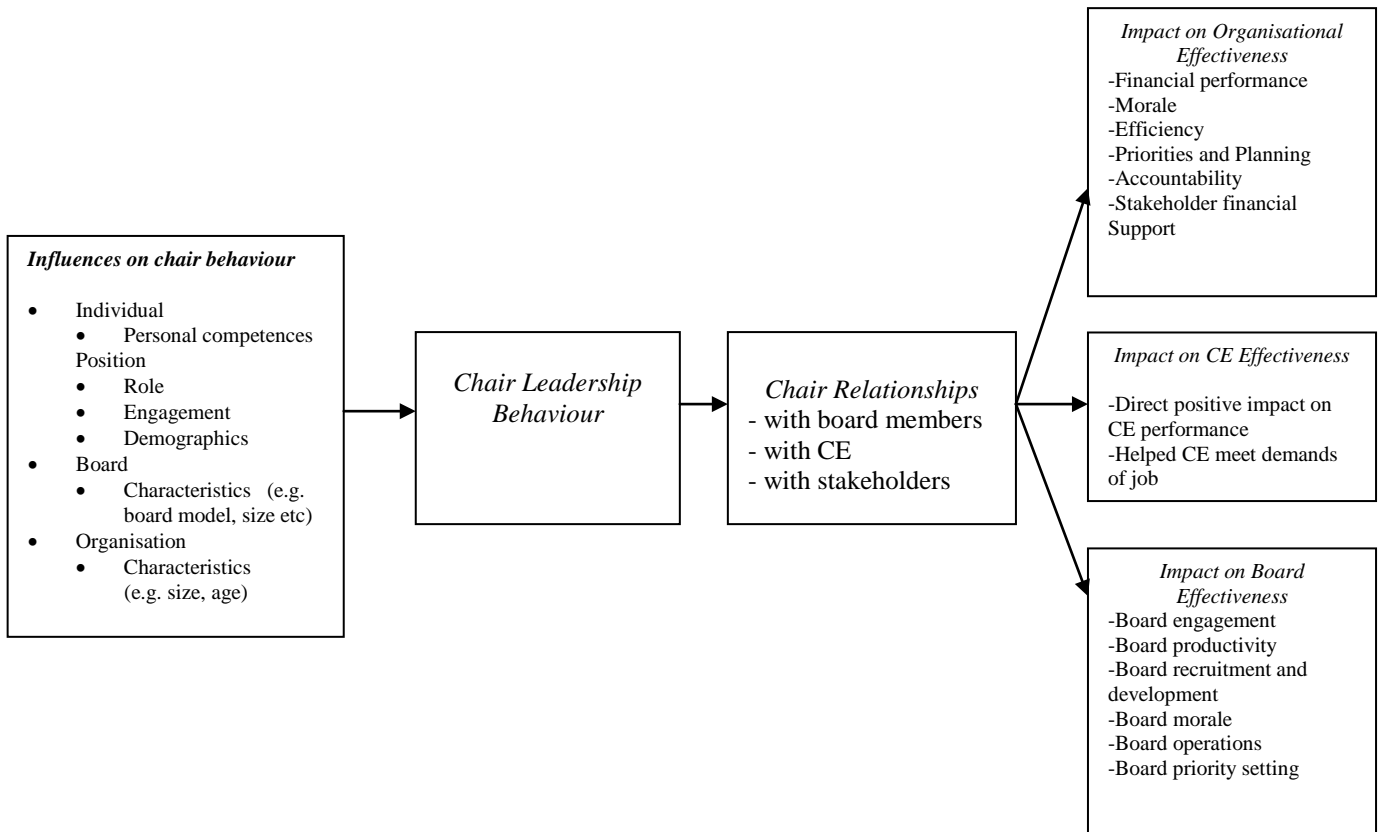 Influences on chair behaviour
• Individual
• Personal competences
Position
• Role
• Engagement
• Demographics
• Board
• Characteristics (e.g.
board model, size etc)
• Organisation
• Characteristics
(e.g. size, age)
Chair Leadership
Behaviour
Chair Relationships
- with board members
- with CE
- with stakeholders
Impact on Organisational
Effectiveness
-Financial performance
-Morale
-Efficiency
-Priorities and Planning
-Accountability
-Stakeholder financial
Support
Impact on CE Effectiveness
-Direct positive impact on
CE performance
-Helped CE meet demands
of job
Impact on Board
Effectiveness
-Board engagement
-Board productivity
-Board recruitment and
development
-Board morale
-Board operations
-Board priority setting